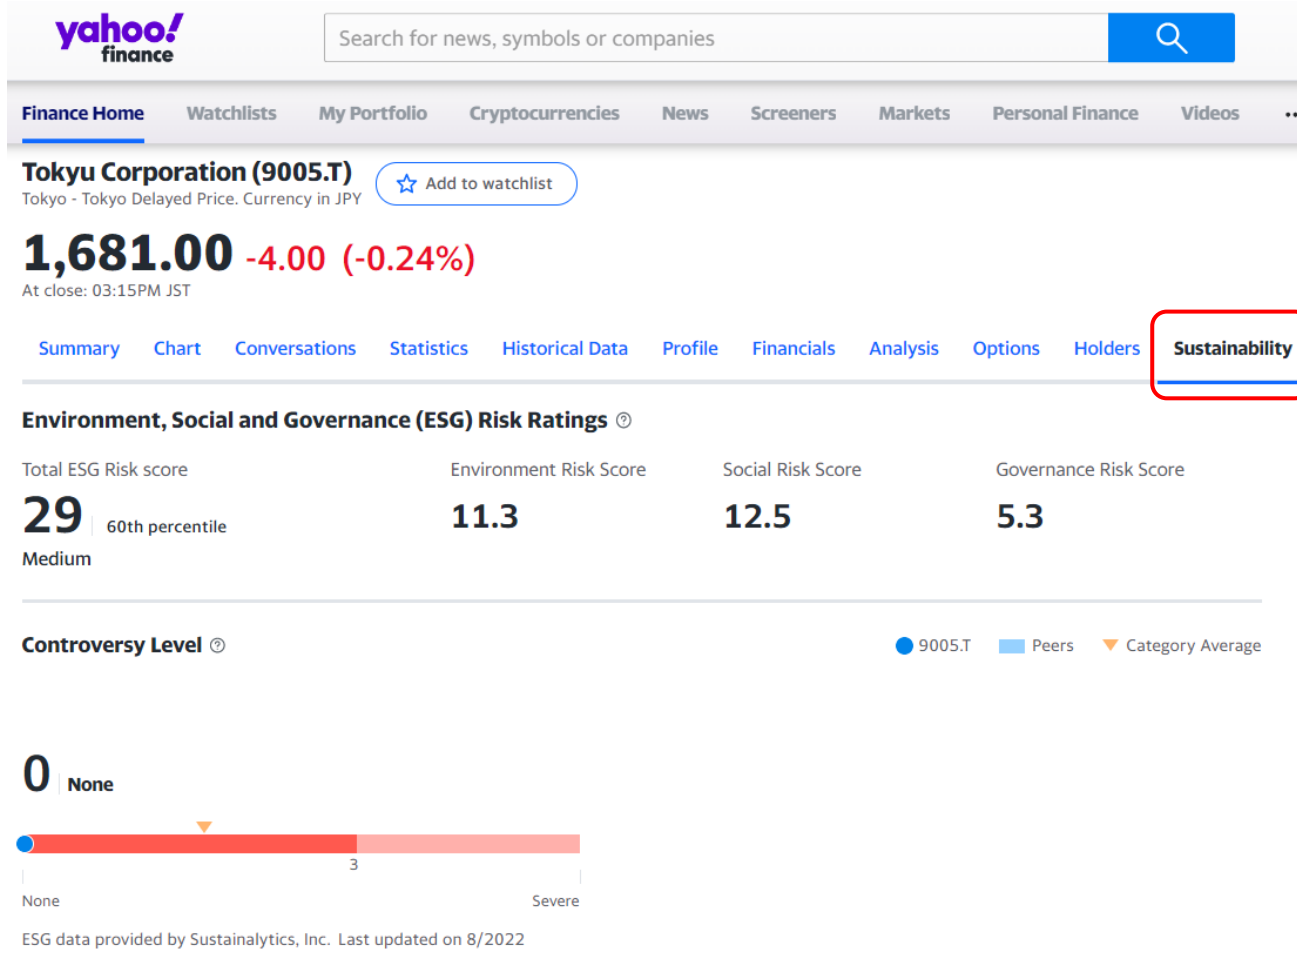 yahoo!
finance
Search for news, symbols or companies
Finance Home Watchlists My Portfolio Cryptocurrencies News Screeners Markets Personal Finance Videos ••
Tokyu Corporation (9005.T)
Add to watchlist
Tokyo - Tokyo Delayed Price. Currency in JPY
1,681.00 -4.00 (-0.24%)
At close: 03:15PM JST
Summary Chart Conversations Statistics Historical Data Profile Financials Analysis Options Holders Sustainability
Environment, Social and Governance (ESG) Risk Ratings ?
Total ESG Risk score Environment Risk Score Social Risk Score Governance Risk Score
29 60th percentile 11.3 12.5 5.3
Medium
Controversy Level ? 9005.T Peers Category Average
0 None
3
None Severe
ESG data provided by Sustainalytics, Inc. Last updated on 8/2022